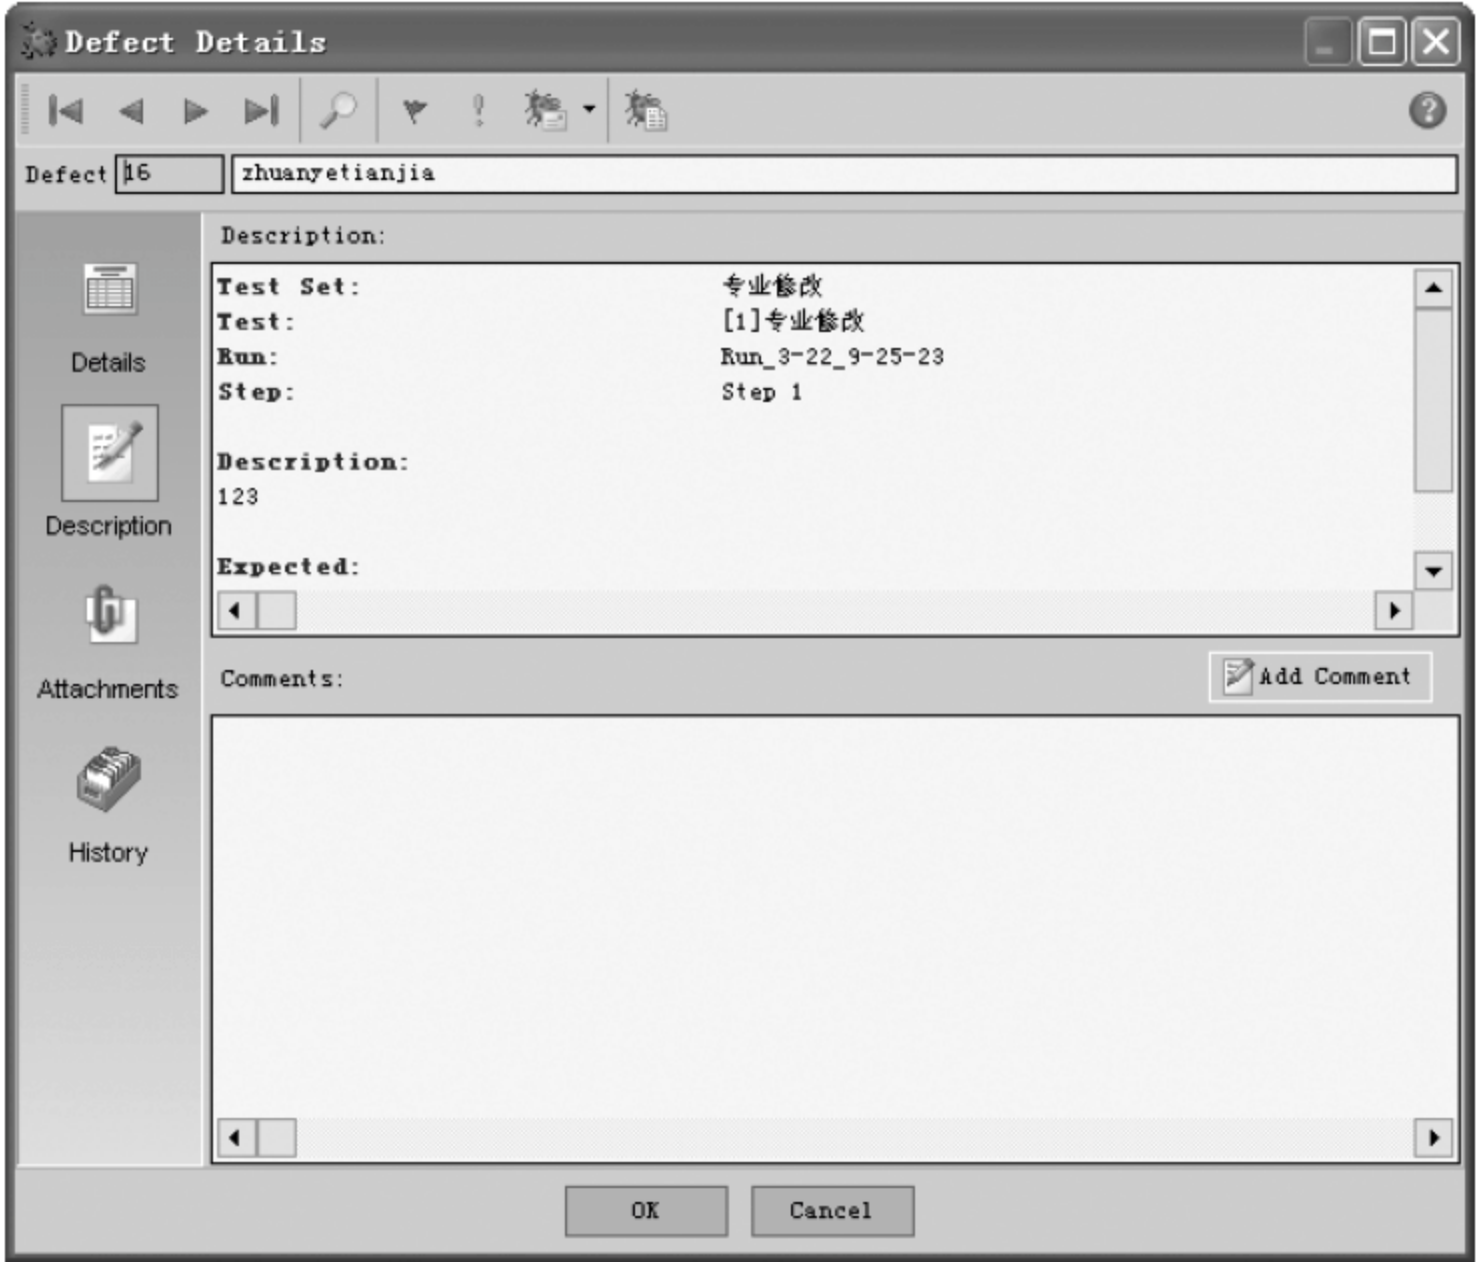 Defect Details
Defect 16 zhuanyetianjia
Description:
Test Set: 专业修改
Test: [1]专业修改
Run: Run_3-22_9-25-23
Step: Step 1
Description:
123
Expected:
Details
Description
Attachments
History
Comments: Add Comment
OK Cancel